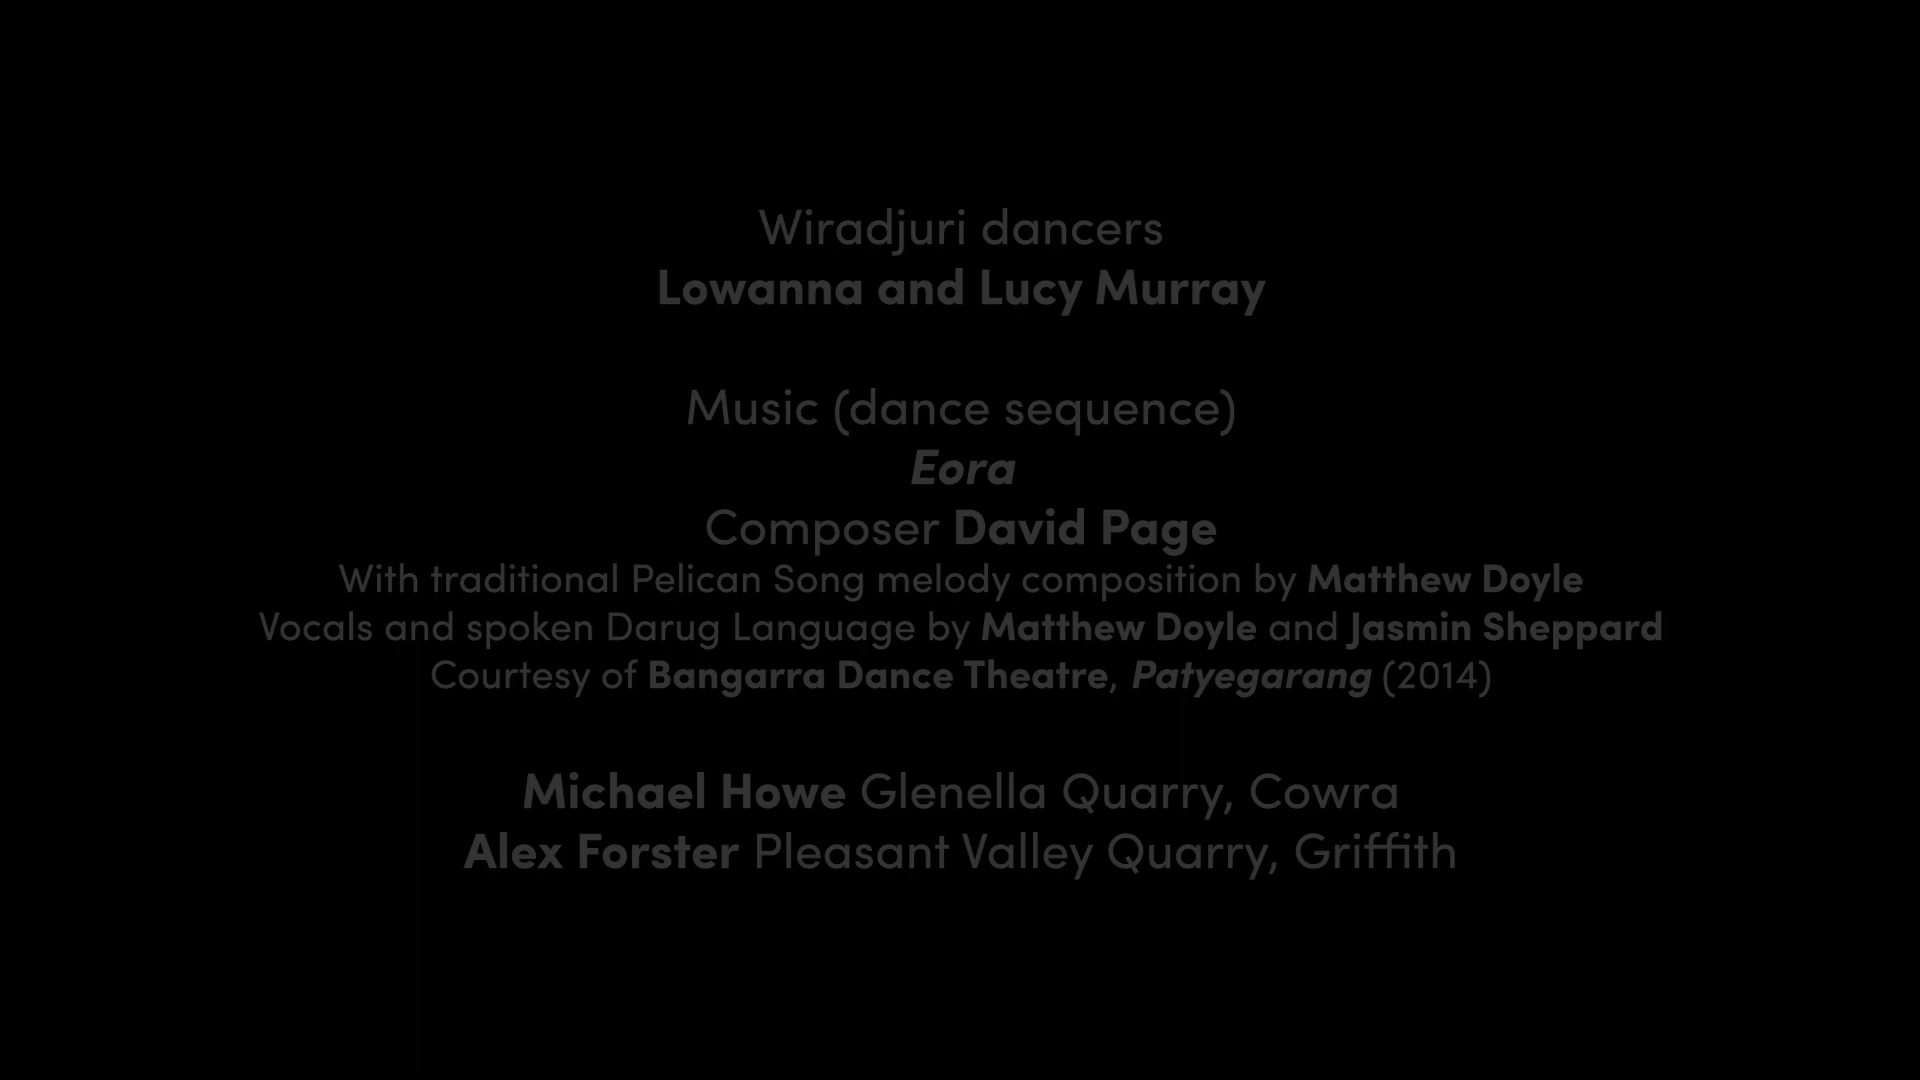 Wiradjuri dancers
Lowanna and Lucy Murray
Music (dance sequence)
Eora
Composer David Page
With traditional Pelican Song melody composition by Matthew Doyle
Vocals and spoken Darug Language by Matthew Doyle and Jasmin Sheppard
Courtesy of Bangarra Dance Theatre, Patyegarang (2014)
Michael Howe Glenella Quarry, Cowra
Alex Forster Pleasant Valley Quarry, Griffith